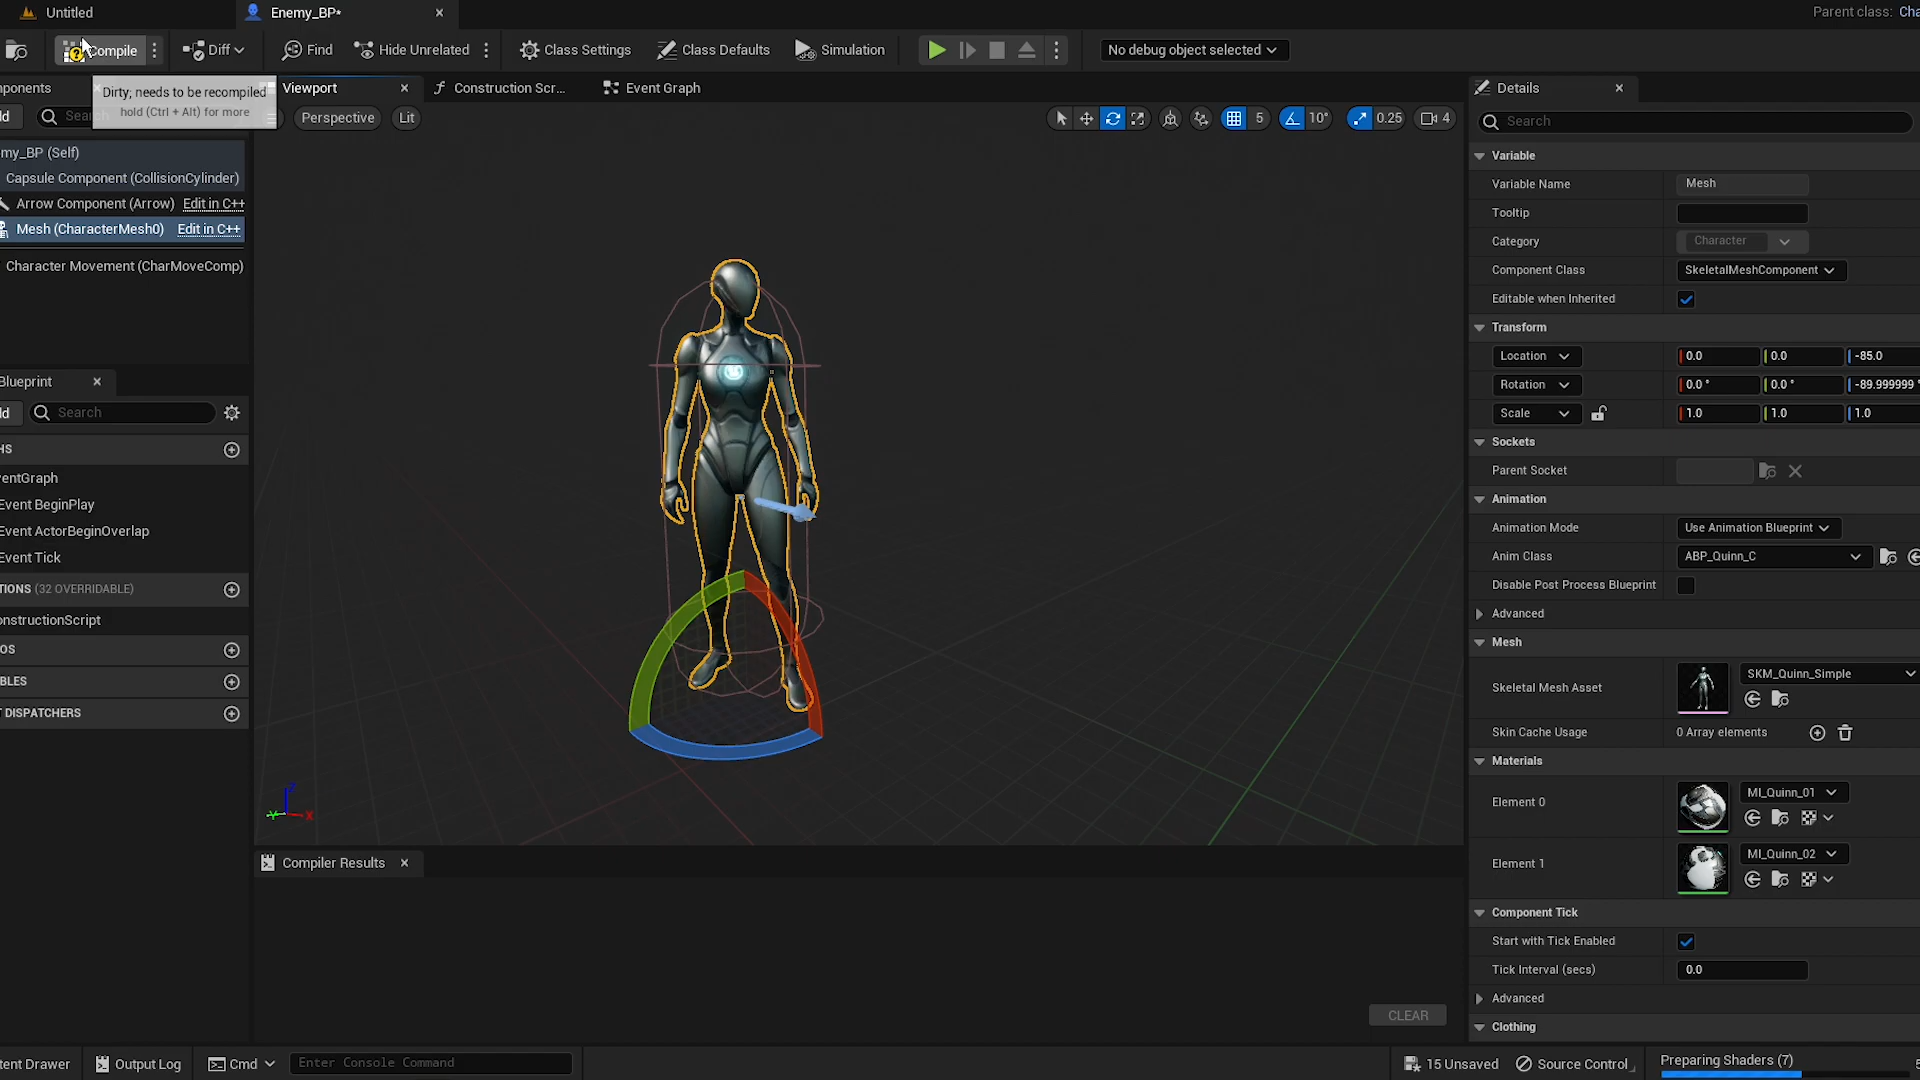 Untitled
Enemy_BP*
Parent class: Cha
Compile
Diff
Find
Hide Unrelated
Class Settings
Class Defaults
Simulation
No debug object selected
Dirty; needs to be recompiled
hold (Ctrl + Alt) for more
ponents
Viewport
Construction Scr...
Event Graph
Details
dd
Sea
Perspective
Lit
5
10°
0.25
4
Search
my_BP (Self)
Capsule Component (CollisionCylinder)
Arrow Component (Arrow) Edit in C++
Mesh (CharacterMesh0) Edit in C++
Character Movement (CharMoveComp)
Blueprint
dd
Search
HS
entGraph
Event BeginPlay
Event ActorBeginOverlap
Event Tick
TIONS (32 OVERRIDABLE)
onstructionScript
OS
BLES
T DISPATCHERS
Variable
Variable Name Mesh
Tooltip
Category Character
Component Class SkeletalMeshComponent
Editable when Inherited
Transform
Location 0.0 0.0 -85.0
Rotation 0.0 ° 0.0 ° -89.999999 °
Scale 1.0 1.0 1.0
Sockets
Parent Socket
Animation
Animation Mode Use Animation Blueprint
Anim Class ABP_Quinn_C
Disable Post Process Blueprint
Advanced
Mesh
Skeletal Mesh Asset SKM_Quinn_Simple
Skin Cache Usage 0 Array elements
Materials
Element 0 MI_Quinn_01
Element 1 MI_Quinn_02
Component Tick
Start with Tick Enabled
Tick Interval (secs) 0.0
Advanced
Clothing
Z
Y
X
Compiler Results
CLEAR
tent Drawer
Output Log
Cmd
Enter Console Command
15 Unsaved
Source Control
Preparing Shaders (7)